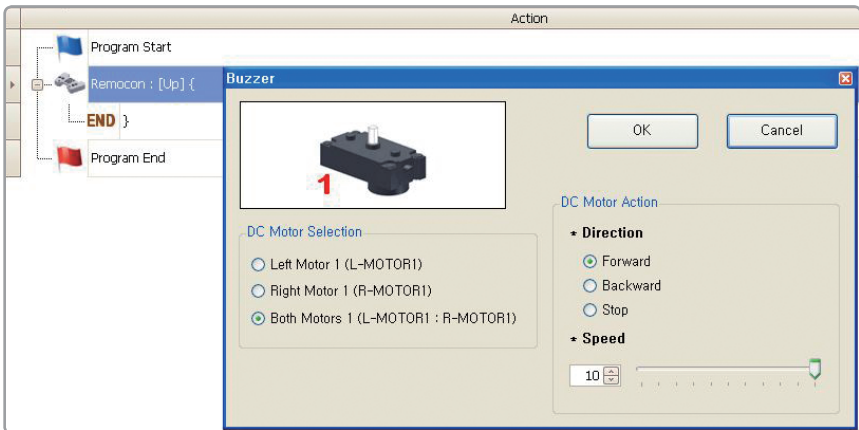 Action
Program Start
Remocon : [Up] {
END }
Program End
Buzzer
1
OK
Cancel
DC Motor Selection
Left Motor 1 (L-MOTOR1)
Right Motor 1 (R-MOTOR1)
Both Motors 1 (L-MOTOR1 : R-MOTOR1)
DC Motor Action
* Direction
Forward
Backward
Stop
* Speed
10